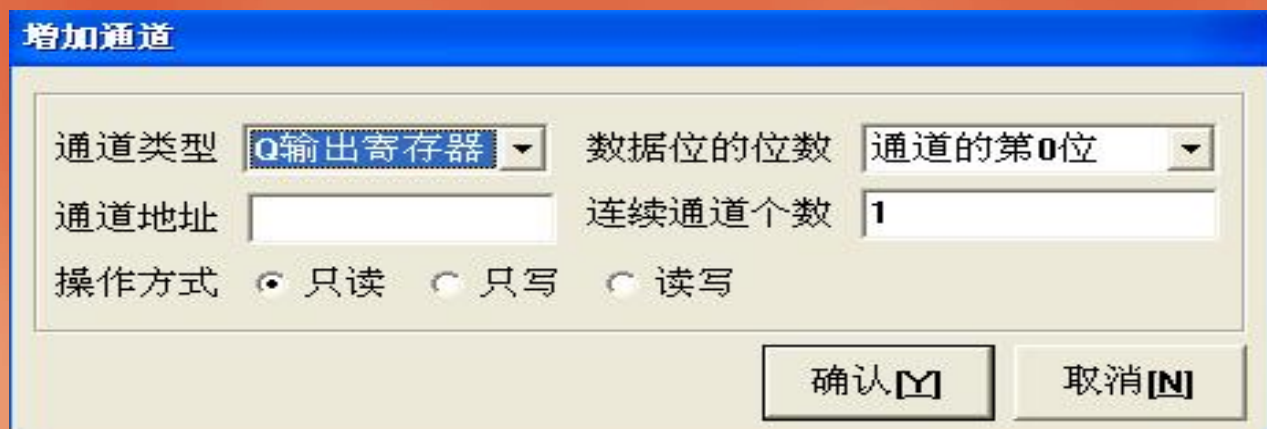 增加通道
通道类型 Q输出寄存器 数据位的位数 通道的第0位
通道地址 连续通道个数 1
操作方式 只读 只写 读写
确认[Y] 取消[N]